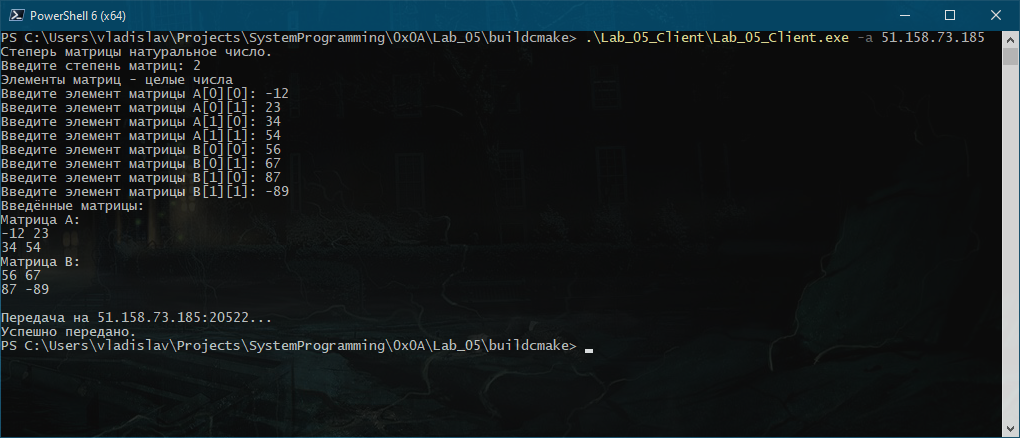 PowerShell 6 (x64)
PS C:\Users\vladislav\Projects\SystemProgramming\0x0A\Lab_05\buildcmake> .\Lab_05_Client\Lab_05_Client.exe -a 51.158.73.185
Степерь матрицы натуральное число.
Введите степень матриц: 2
Элементы матриц - целые числа
Введите элемент матрицы A[0][0]: -12
Введите элемент матрицы A[0][1]: 23
Введите элемент матрицы A[1][0]: 34
Введите элемент матрицы A[1][1]: 54
Введите элемент матрицы B[0][0]: 56
Введите элемент матрицы B[0][1]: 67
Введите элемент матрицы B[1][0]: 87
Введите элемент матрицы B[1][1]: -89
Введённые матрицы:
Матрица A:
-12 23
34 54
Матрица B:
56 67
87 -89
Передача на 51.158.73.185:20522...
Успешно передано.
PS C:\Users\vladislav\Projects\SystemProgramming\0x0A\Lab_05\buildcmake>